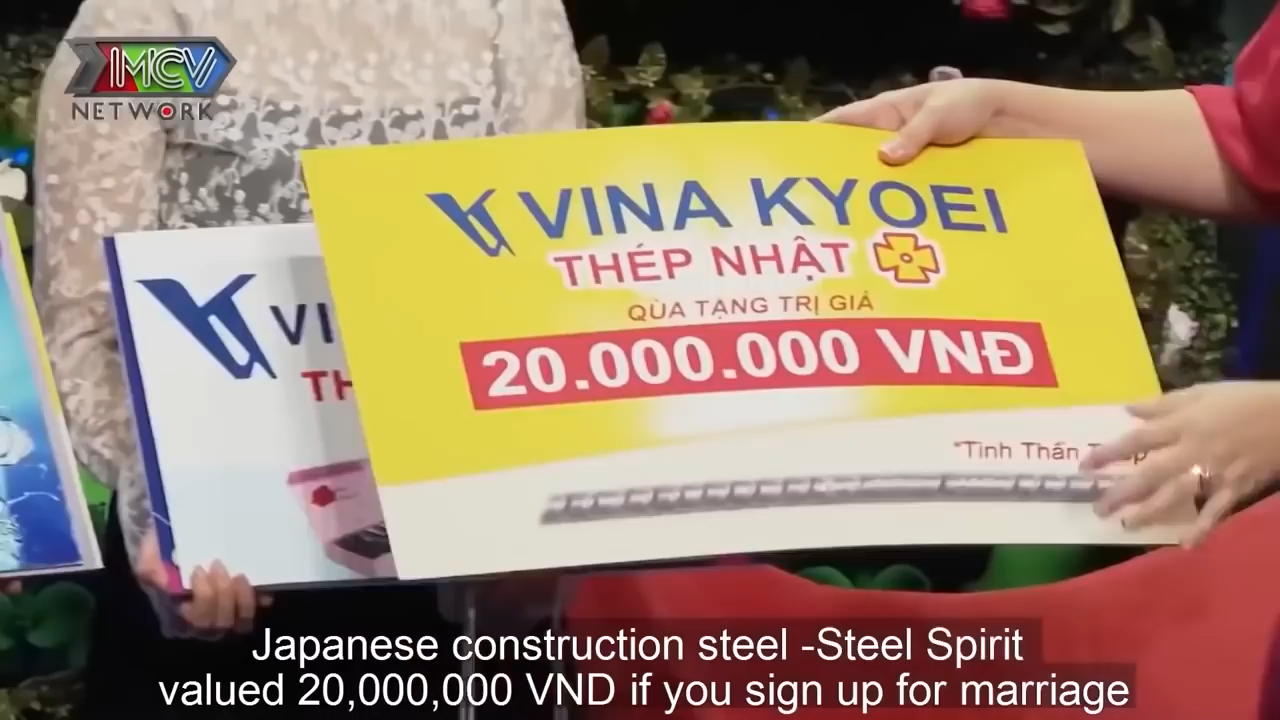 MCV
NETWORK
VINA KYOEI
THÉP NHẬT
QÙA TẠNG TRỊ GIÁ
20.000.000 VNĐ
"Tinh Thần
VI
TH
Japanese construction steel -Steel Spirit
valued 20,000,000 VND if you sign up for marriage